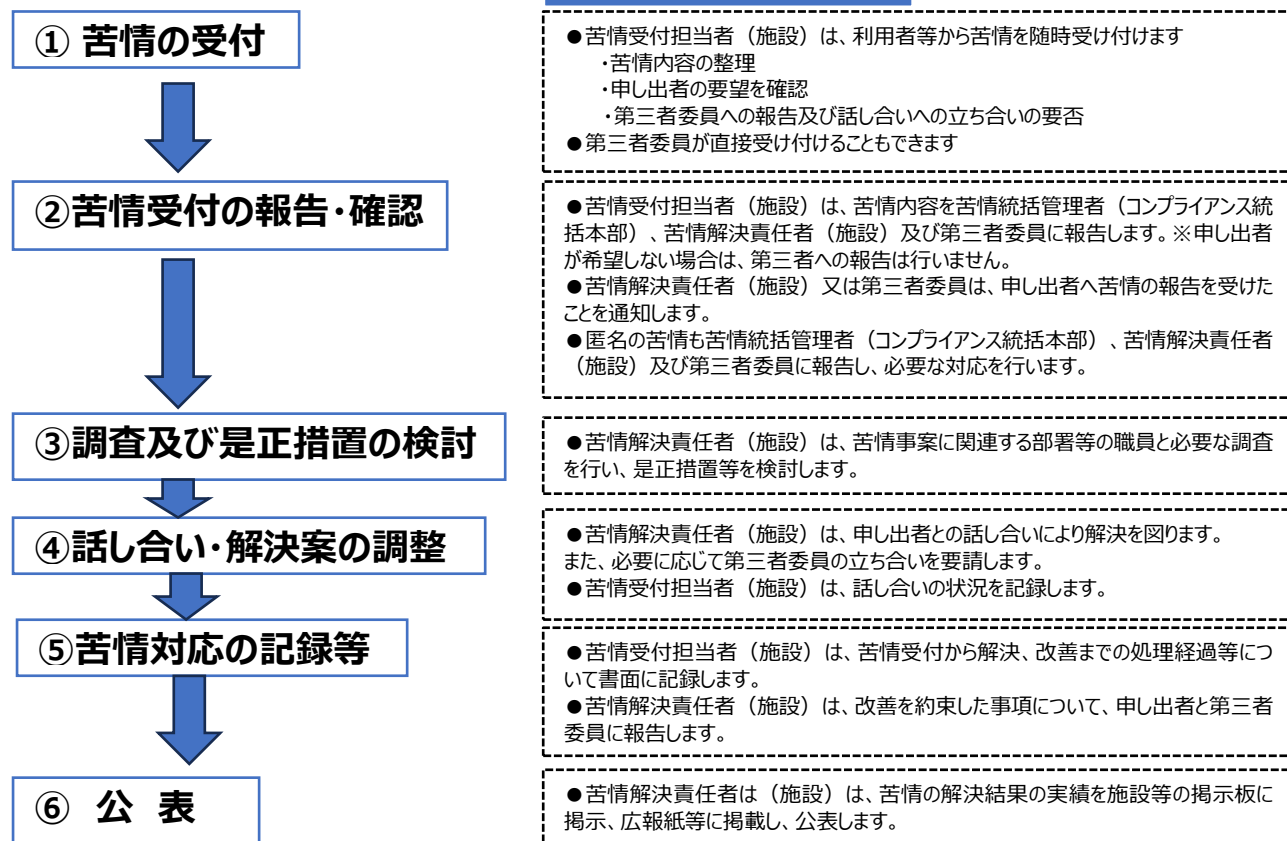 ① 苦情の受付
●苦情受付担当者（施設）は、利用者等から苦情を随時受け付けます
・苦情内容の整理
・申し出者の要望を確認
・第三者委員への報告及び話し合いへの立ち合いの要否
●第三者委員が直接受け付けることもできます
②苦情受付の報告・確認
●苦情受付担当者（施設）は、苦情内容を苦情統括管理者（コンプライアンス統
括本部）、苦情解決責任者（施設）及び第三者委員に報告します。※申し出者
が希望しない場合は、第三者への報告は行いません。
●苦情解決責任者（施設）又は第三者委員は、申し出者へ苦情の報告を受けた
ことを通知します。
●匿名の苦情も苦情統括管理者（コンプライアンス統括本部）、苦情解決責任者
（施設）及び第三者委員に報告し、必要な対応を行います。
③調査及び是正措置の検討
●苦情解決責任者（施設）は、苦情事案に関連する部署等の職員と必要な調査
を行い、是正措置等を検討します。
④話し合い・解決案の調整
●苦情解決責任者（施設）は、申し出者との話し合いにより解決を図ります。
また、必要に応じて第三者委員の立ち合いを要請します。
●苦情受付担当者（施設）は、話し合いの状況を記録します。
⑤苦情対応の記録等
●苦情受付担当者（施設）は、苦情受付から解決、改善までの処理経過等につ
いて書面に記録します。
●苦情解決責任者（施設）は、改善を約束した事項について、申し出者と第三者
委員に報告します。
⑥ 公 表
●苦情解決責任者は（施設）は、苦情の解決結果の実績を施設等の掲示板に
掲示、広報紙等に掲載し、公表します。